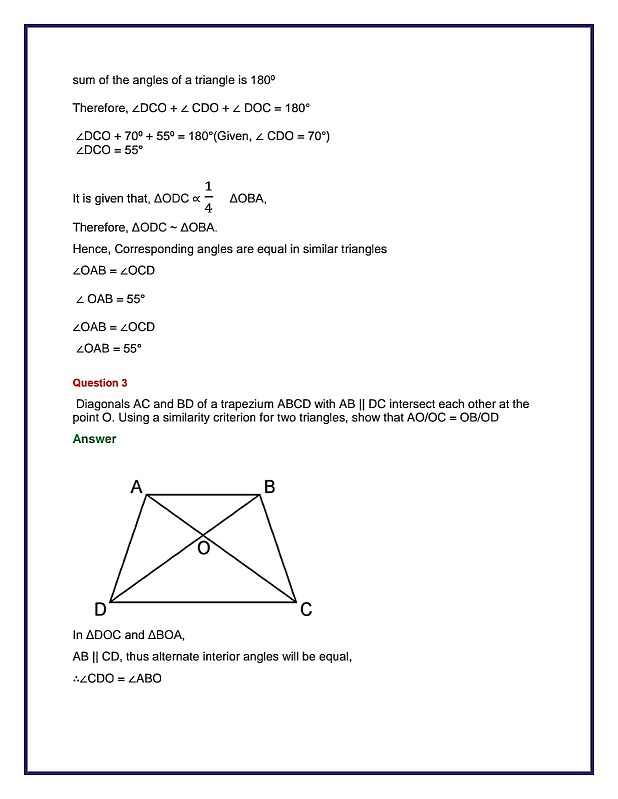 sum of the angles of a triangle is 180⁰
Therefore, ∠DCO + ∠ CDO + ∠ DOC = 180°
∠DCO + 70⁰ + 55⁰ = 180°(Given, ∠ CDO = 70°)
∠DCO = 55°
It is given that, ΔODC ∝ 1/4 ΔOBA,
Therefore, ΔODC ~ ΔOBA.
Hence, Corresponding angles are equal in similar triangles
∠OAB = ∠OCD
∠ OAB = 55°
∠OAB = ∠OCD
∠OAB = 55°
Question 3
Diagonals AC and BD of a trapezium ABCD with AB || DC intersect each other at the
point O. Using a similarity criterion for two triangles, show that AO/OC = OB/OD
Answer
A B
O
D C
In ΔDOC and ΔBOA,
AB || CD, thus alternate interior angles will be equal,
∴∠CDO = ∠ABO